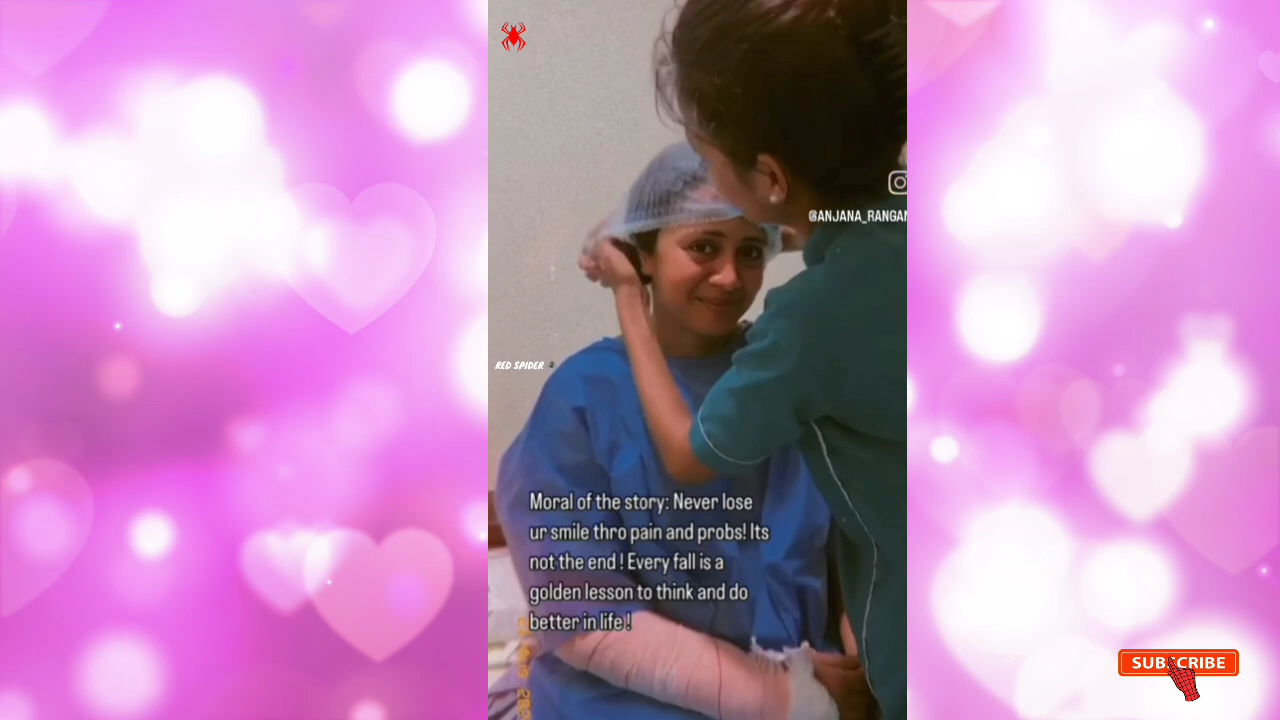 @ANJANA_RANGAN
RED SPIDER
Moral of the story: Never lose
ur smile thro pain and probs! Its
not the end ! Every fall is a
golden lesson to think and do
better in life !
SUBSCRIBE